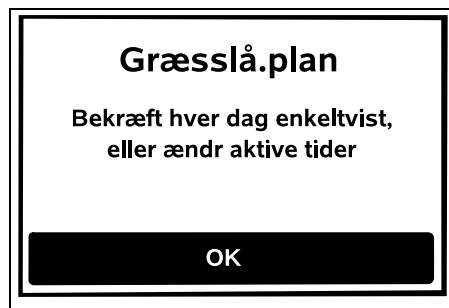 Græsslå.plan
Bekræft hver dag enkeltvist,
eller ændr aktive tider
OK